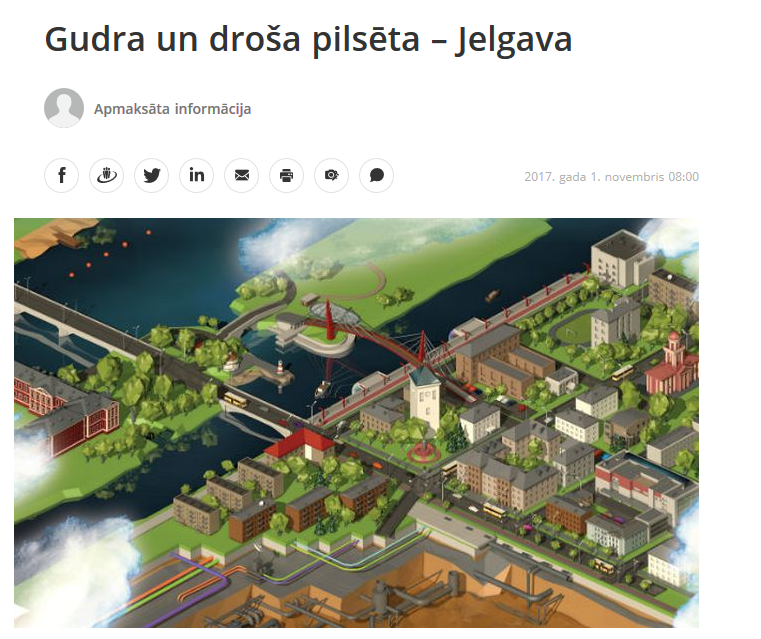 Gudra un droša pilsēta – Jelgava
Apmaksāta informācija
2017. gada 1. novembris 08:00